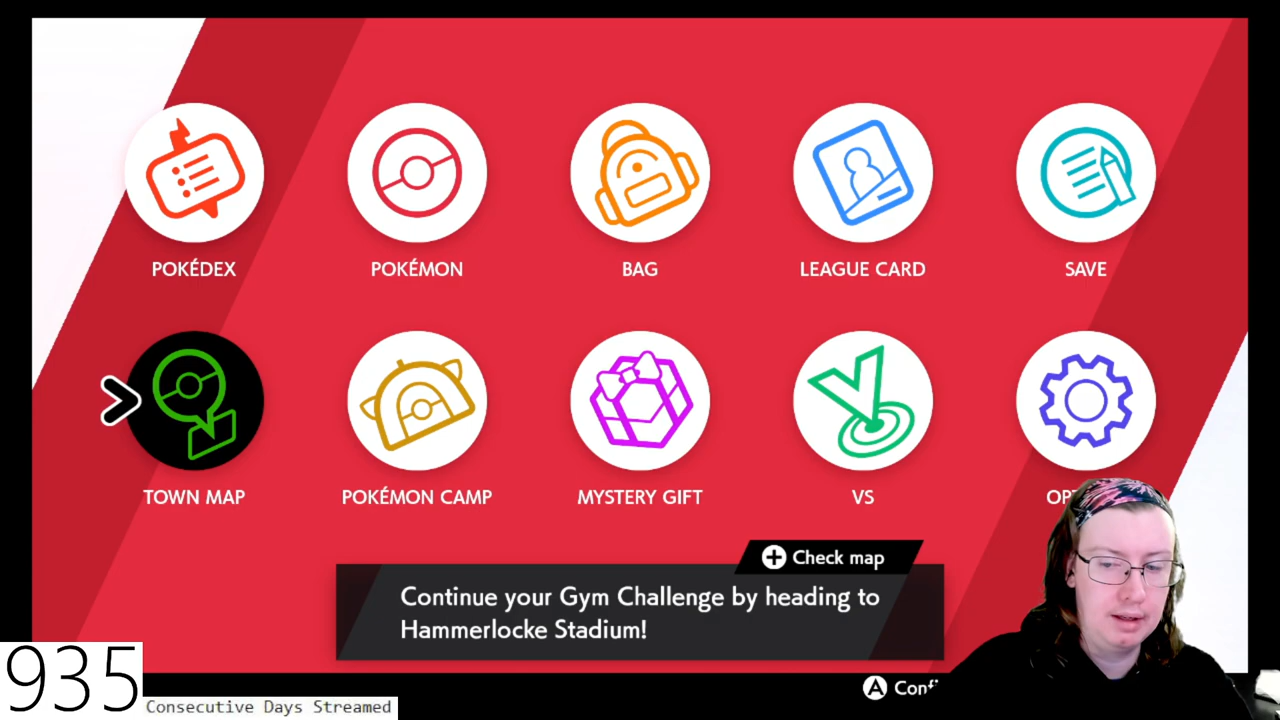 POKÉDEX
POKÉMON
BAG
LEAGUE CARD
SAVE
TOWN MAP
POKÉMON CAMP
MYSTERY GIFT
VS
Check map
Continue your Gym Challenge by heading to
Hammerlocke Stadium!
935
Consecutive Days Streamed
A